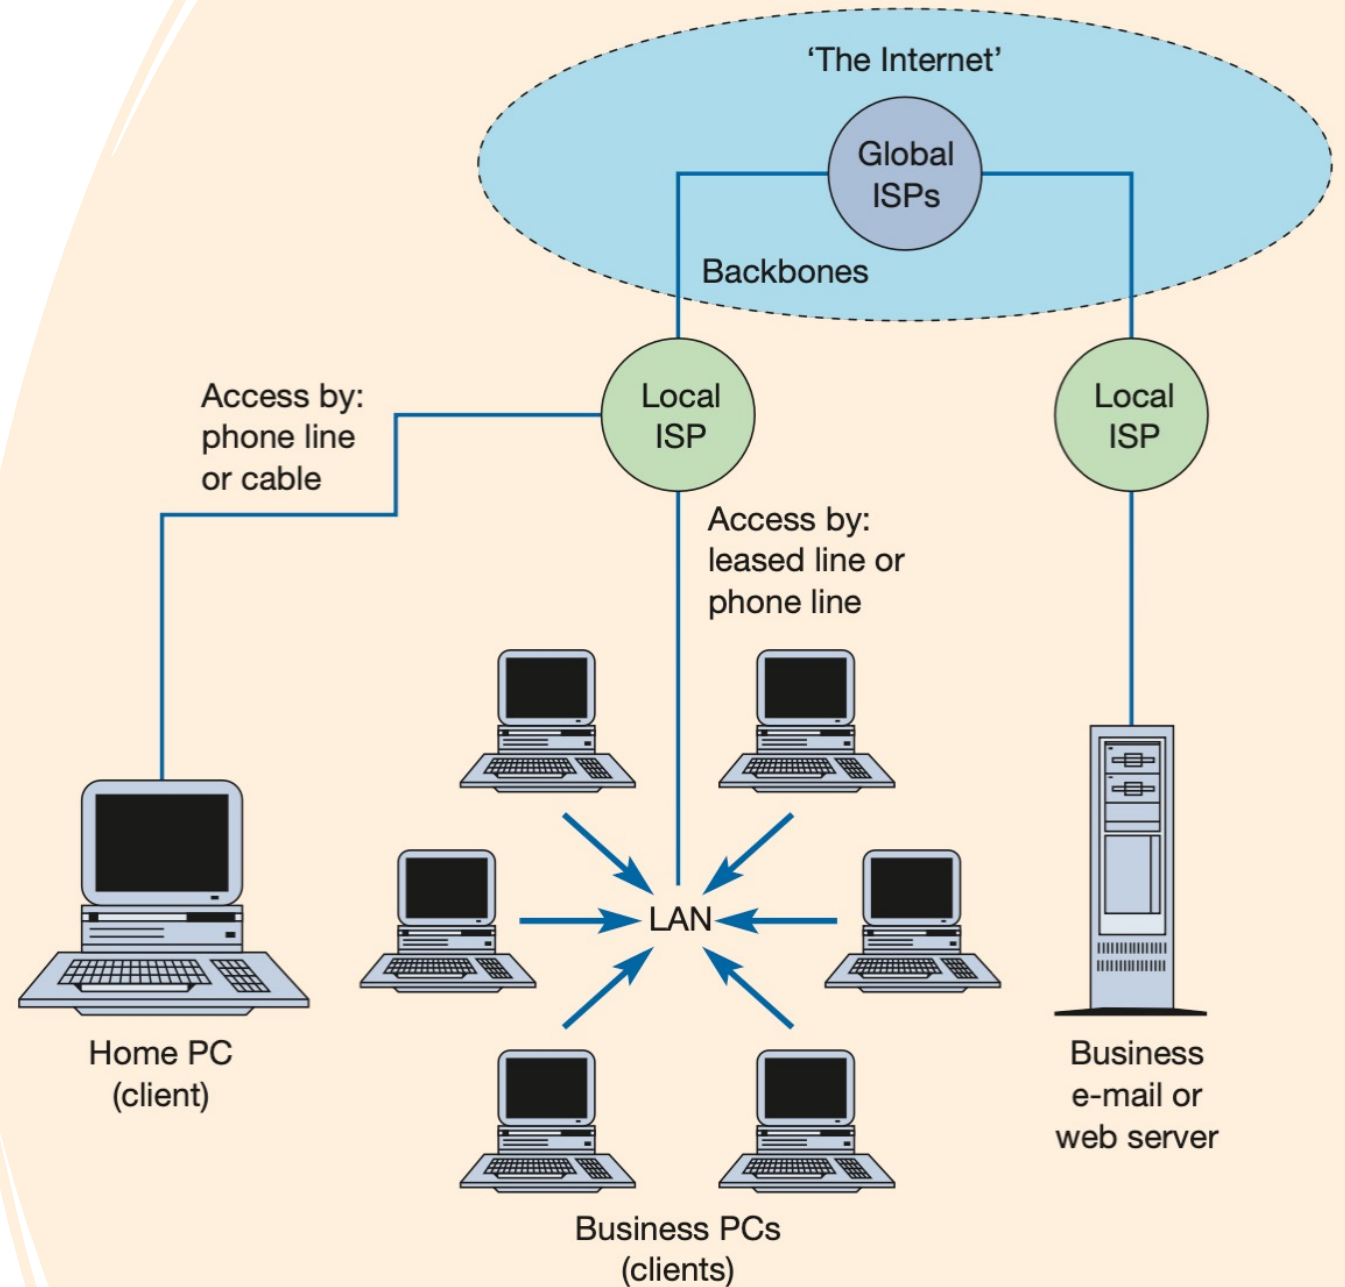 ‘The Internet’
Global
ISPs
Backbones
Local
ISP
Local
ISP
Access by:
phone line
or cable
Access by:
leased line or
phone line
LAN
Home PC
(client)
Business
e-mail or
web server
Business PCs
(clients)